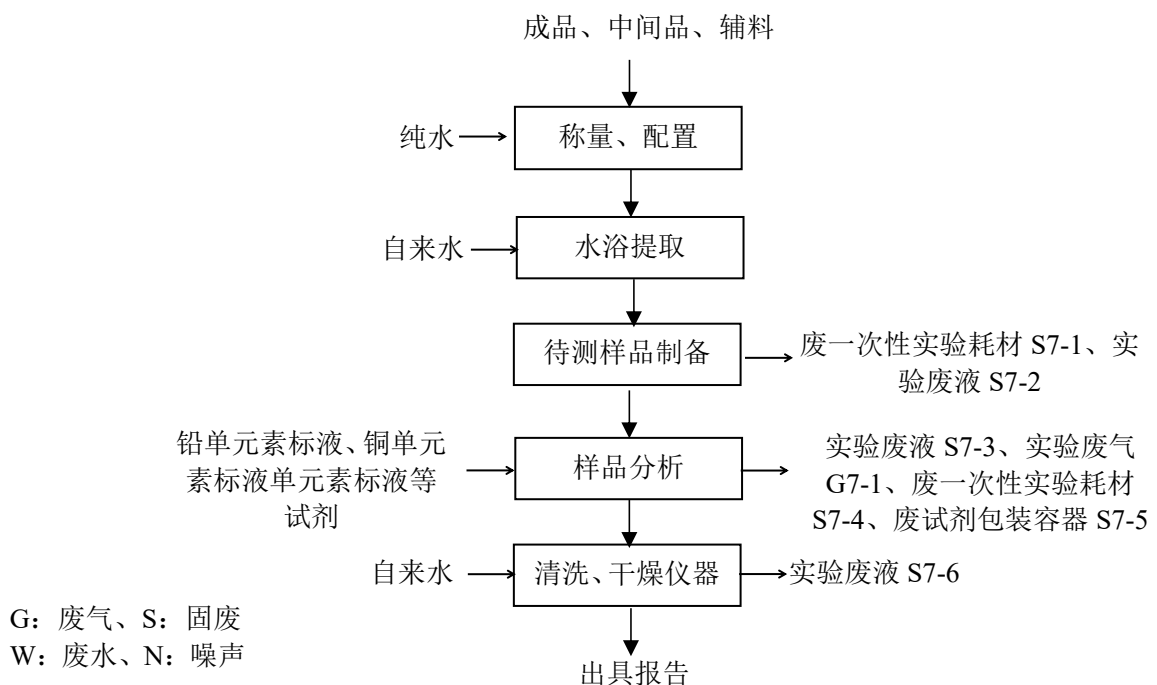 成品、中间品、辅料
纯水
称量、配置
自来水
水浴提取
待测样品制备
废一次性实验耗材 S7-1、实
验废液 S7-2
铅单元素标液、铜单元
素标液单元素标液等
试剂
样品分析
实验废液 S7-3、实验废气
G7-1、废一次性实验耗材
S7-4、废试剂包装容器 S7-5
自来水
清洗、干燥仪器
实验废液 S7-6
G：废气、S：固废
W：废水、N：噪声
出具报告